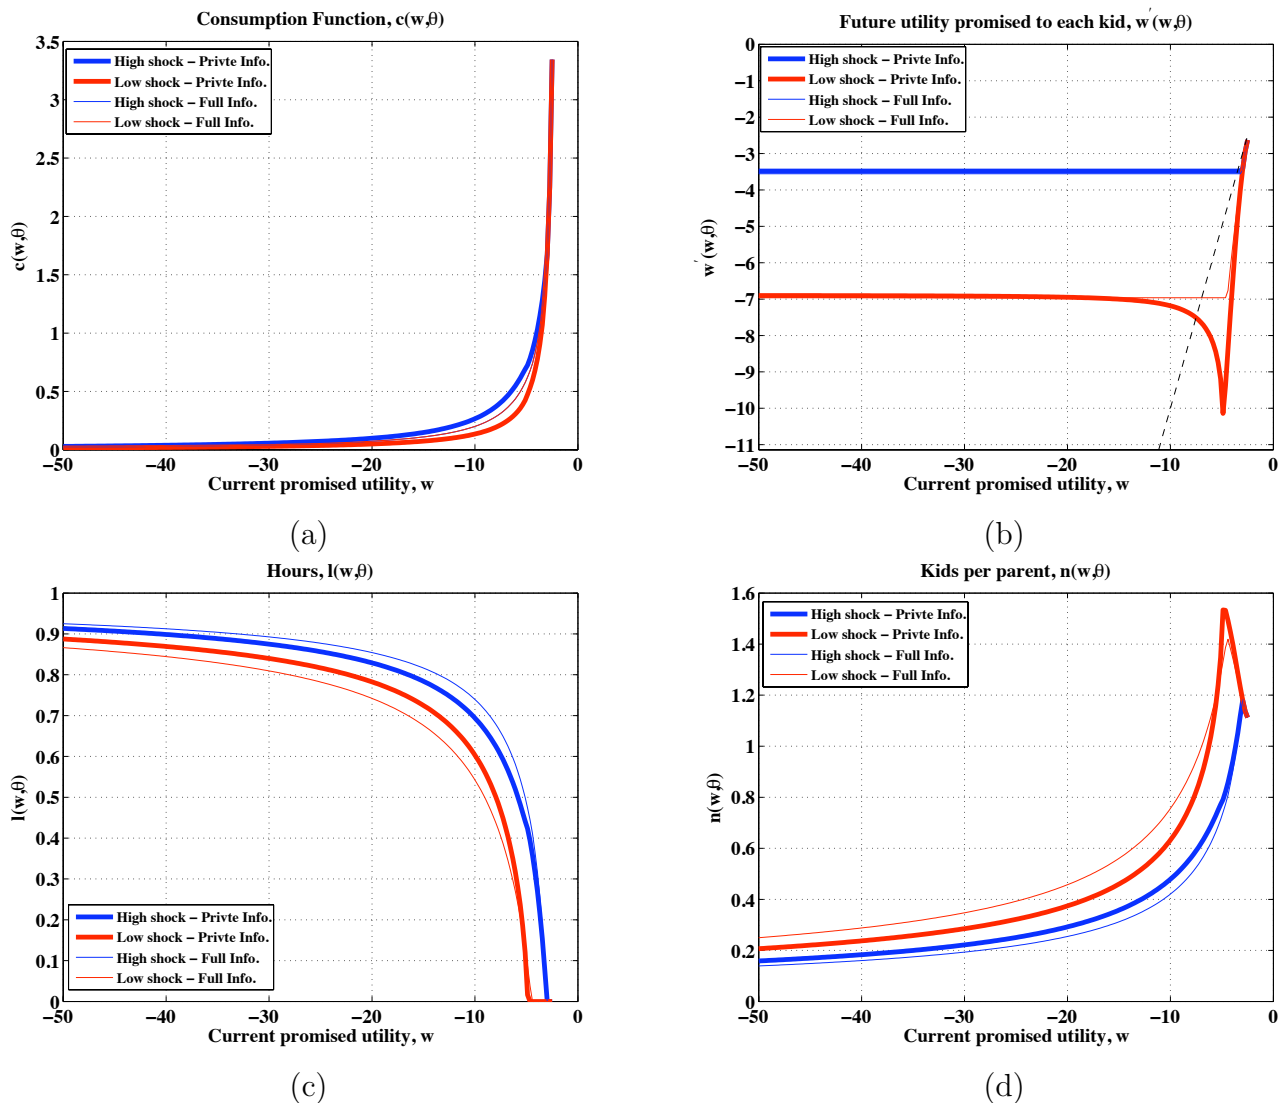 Consumption Function, c(w,θ)
3.5
3
2.5
2
1.5
1
0.5
0
c(w,θ)
High shock − Privte Info.
Low shock − Privte Info.
High shock − Full Info.
Low shock − Full Info.
−50 −40 −30 −20 −10 0
Current promised utility, w
(a)
Future utility promised to each kid, w′(w,θ)
0
−1
−2
−3
−4
−5
−6
−7
−8
−9
−10
−11
w′(w,θ)
High shock − Privte Info.
Low shock − Privte Info.
High shock − Full Info.
Low shock − Full Info.
−50 −40 −30 −20 −10 0
Current promised utility, w
(b)
Hours, l(w,θ)
1
0.9
0.8
0.7
0.6
0.5
0.4
0.3
0.2
0.1
0
l(w,θ)
High shock − Privte Info.
Low shock − Privte Info.
High shock − Full Info.
Low shock − Full Info.
−50 −40 −30 −20 −10 0
Current promised utility, w
(c)
Kids per parent, n(w,θ)
1.6
1.4
1.2
1
0.8
0.6
0.4
0.2
0
n(w,θ)
High shock − Privte Info.
Low shock − Privte Info.
High shock − Full Info.
Low shock − Full Info.
−50 −40 −30 −20 −10 0
Current promised utility, w
(d)